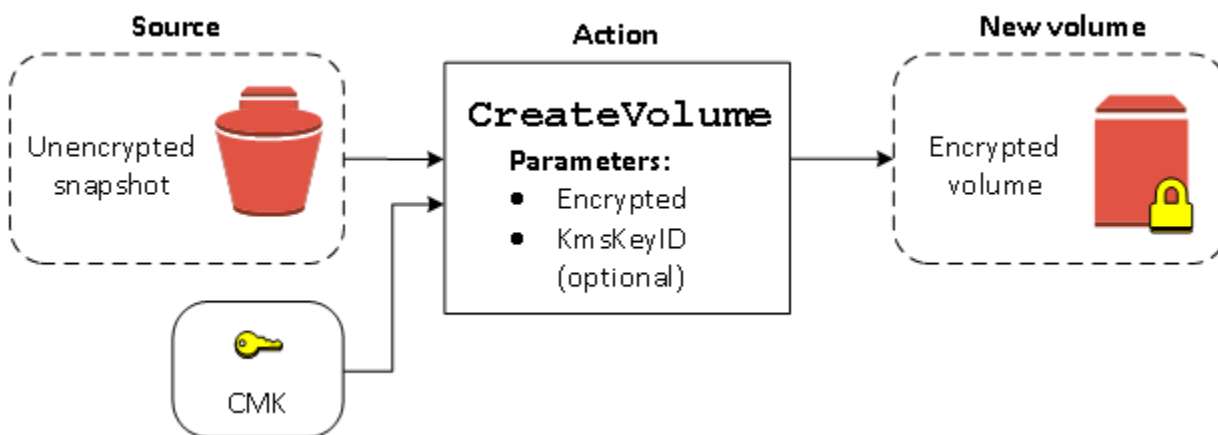 Source
Unencrypted
snapshot
CMK
Action
CreateVolume
Parameters:
● Encrypted
● KmsKeyID
(optional)
New volume
Encrypted
volume